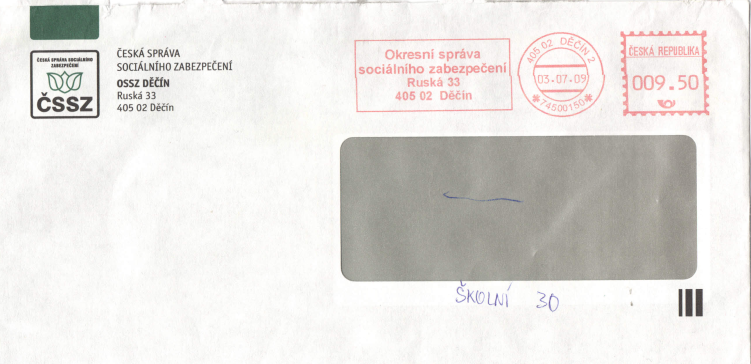 ČESKÁ SPRÁVA SOCIÁLNÍHO
ZABEZPEČENÍ
ČSSZ
ČESKÁ SPRÁVA
SOCIÁLNÍHO ZABEZPEČENÍ
OSSZ DĚČÍN
Ruská 33
405 02 Děčín
Okresní správa
sociálního zabezpečení
Ruská 33
405 02 Děčín
405 02 DĚČÍN 2
03-07-09
*74500150*
ČESKÁ REPUBLIKA
009.50
ŠKOLNÍ 30